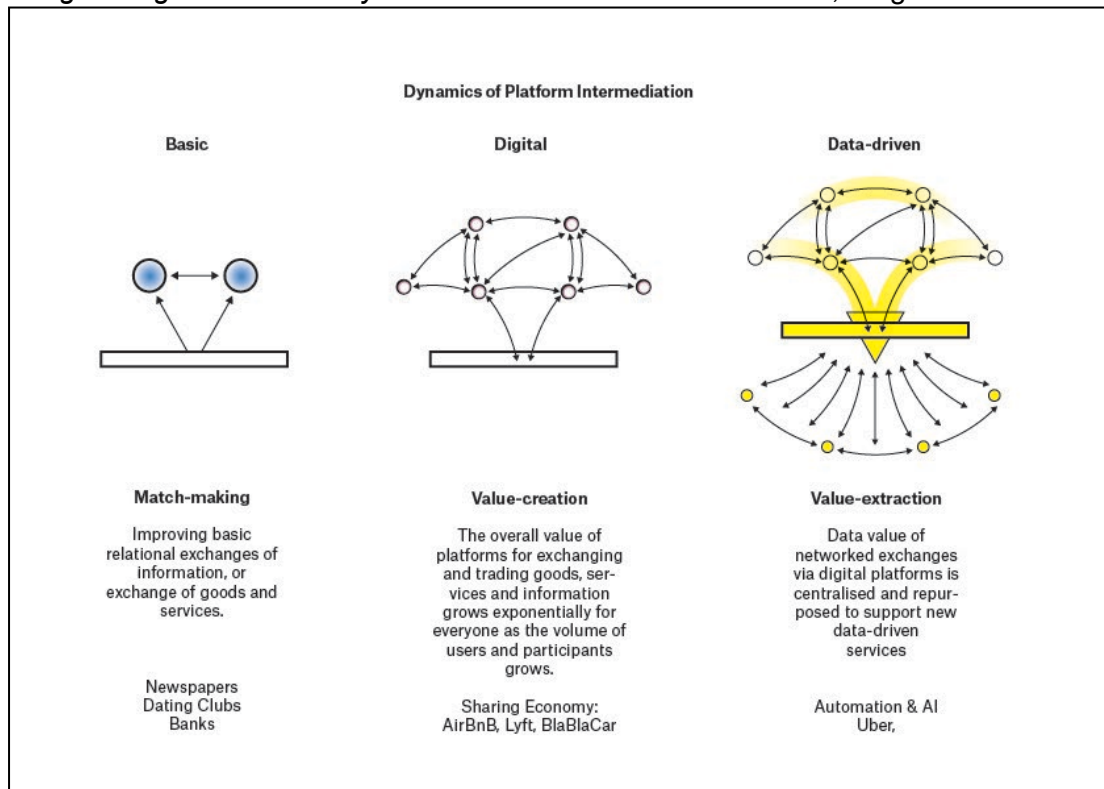 Dynamics of Platform Intermediation
Basic
Digital
Data-driven
Match-making
Improving basic
relational exchanges of
information, or
exchange of goods and
services.
Newspapers
Dating Clubs
Banks
Value-creation
The overall value of
platforms for exchanging
and trading goods, ser-
vices and information
grows exponentially for
everyone as the volume of
users and participants
grows.
Sharing Economy:
AirBnB, Lyft, BlaBlaCar
Value-extraction
Data value of
networked exchanges
via digital platforms is
centralised and repur-
posed to support new
data-driven
services
Automation & AI
Uber,